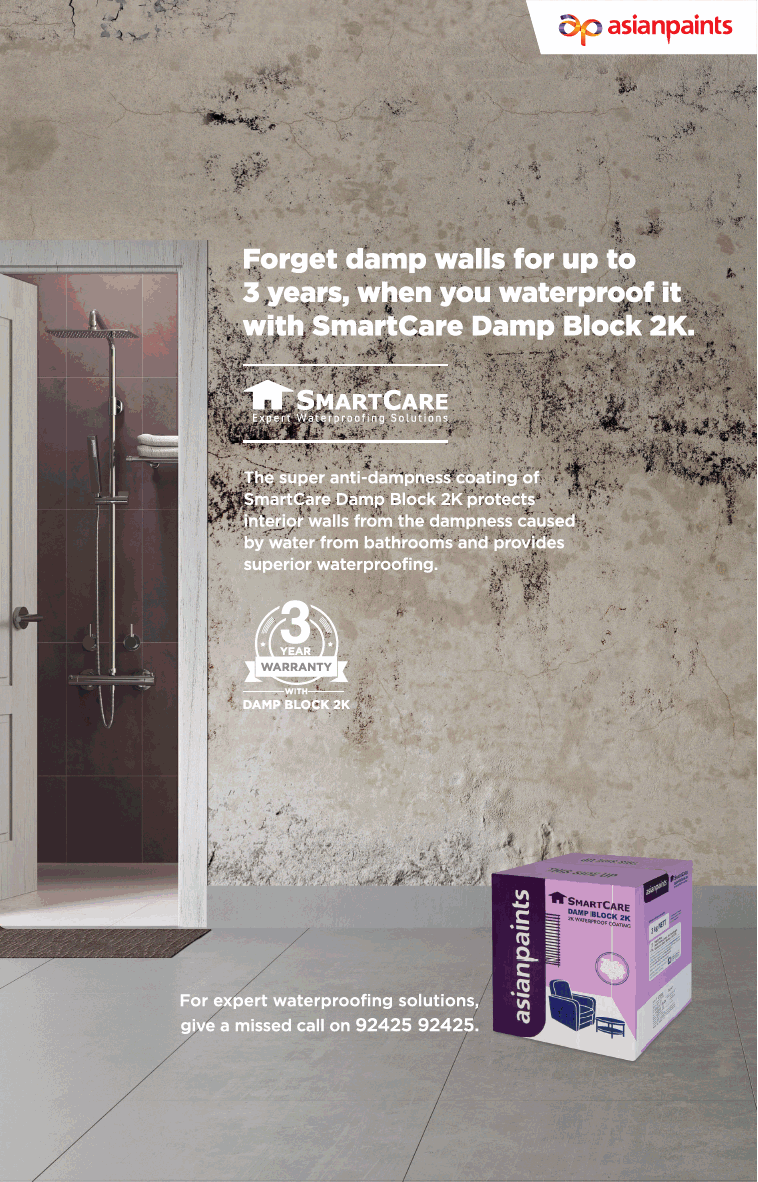 asianpaints
Forget damp walls for up to
3 years, when you waterproof it
with SmartCare Damp Block 2K.
SMARTCARE
Expert Waterproofing Solutions
The super anti-dampness coating of
SmartCare Damp Block 2K protects
interior walls from the dampness caused
by water from bathrooms and provides
superior waterproofing.
3
YEAR
WARRANTY
WITH
DAMP BLOCK 2K
THIS SIDE UP
asianpaints
SMARTCARE
DAMP BLOCK 2K
2K WATERPROOF COATING
asianpaints
For expert waterproofing solutions,
give a missed call on 92425 92425.